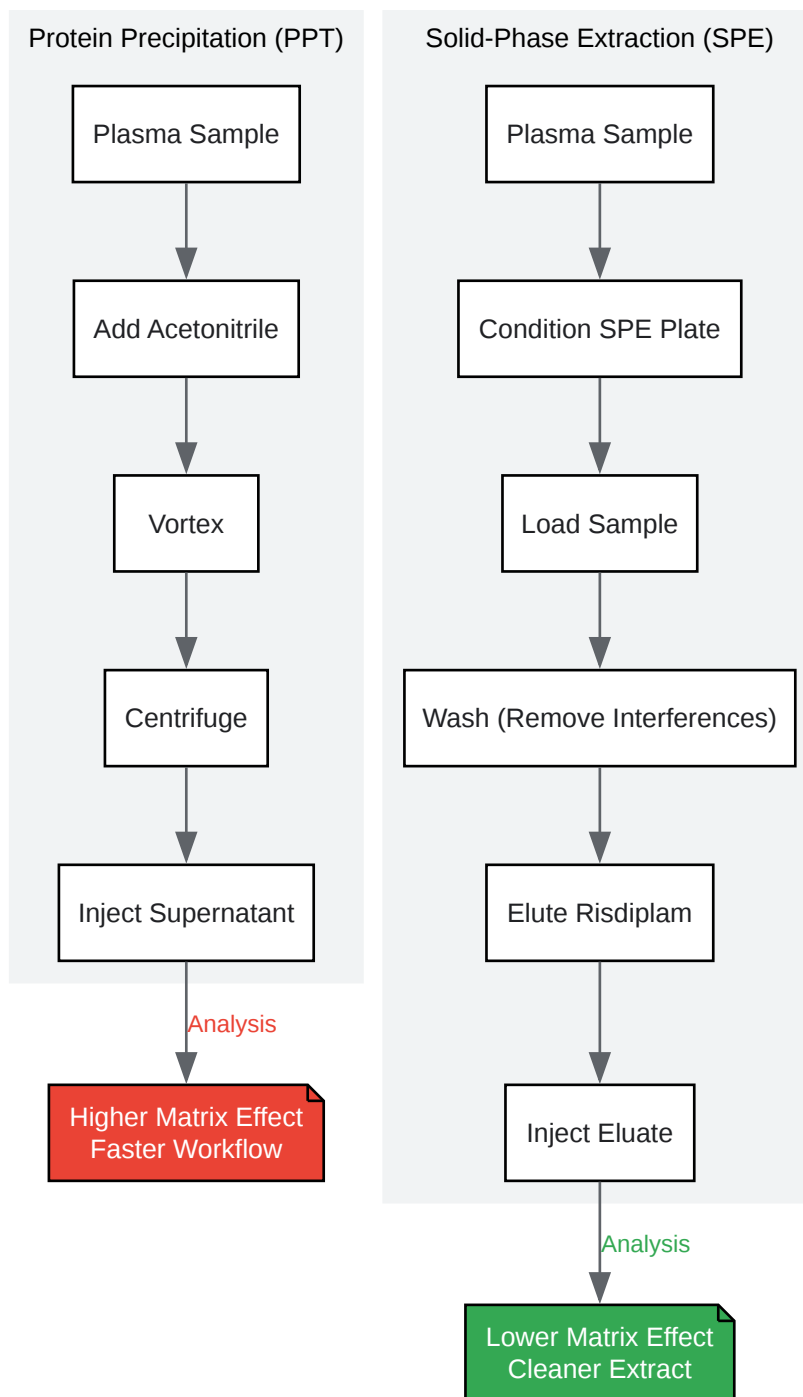 Protein Precipitation (PPT)
Plasma Sample
Add Acetonitrile
Vortex
Centrifuge
Inject Supernatant
Analysis
Higher Matrix Effect
Faster Workflow
Solid-Phase Extraction (SPE)
Plasma Sample
Condition SPE Plate
Load Sample
Wash (Remove Interferences)
Elute Risdiplam
Inject Eluate
Analysis
Lower Matrix Effect
Cleaner Extract